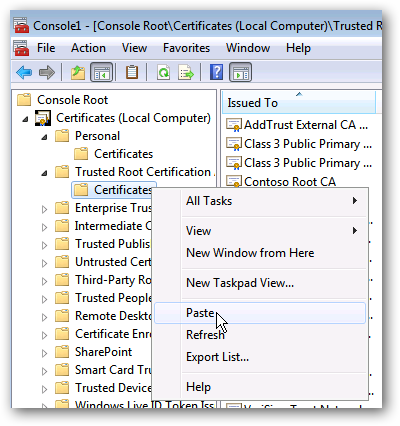 Console1 - [Console Root\Certificates (Local Computer)\Trusted R
File Action View Favorites Window Help
Console Root
Certificates (Local Computer)
Personal
Certificates
Trusted Root Certification
Certificates
Enterprise Trus
Intermediate C
Trusted Publis
Untrusted Cert
Third-Party Ro
Trusted People
Remote Deskto
Certificate Enro
SharePoint
Smart Card Trus
Trusted Device
Windows Live ID Token Iss
Issued To
AddTrust External CA ...
Class 3 Public Primary ...
Class 3 Public Primary ...
Contoso Root CA
All Tasks
View
New Window from Here
New Taskpad View...
Paste
Refresh
Export List...
Help